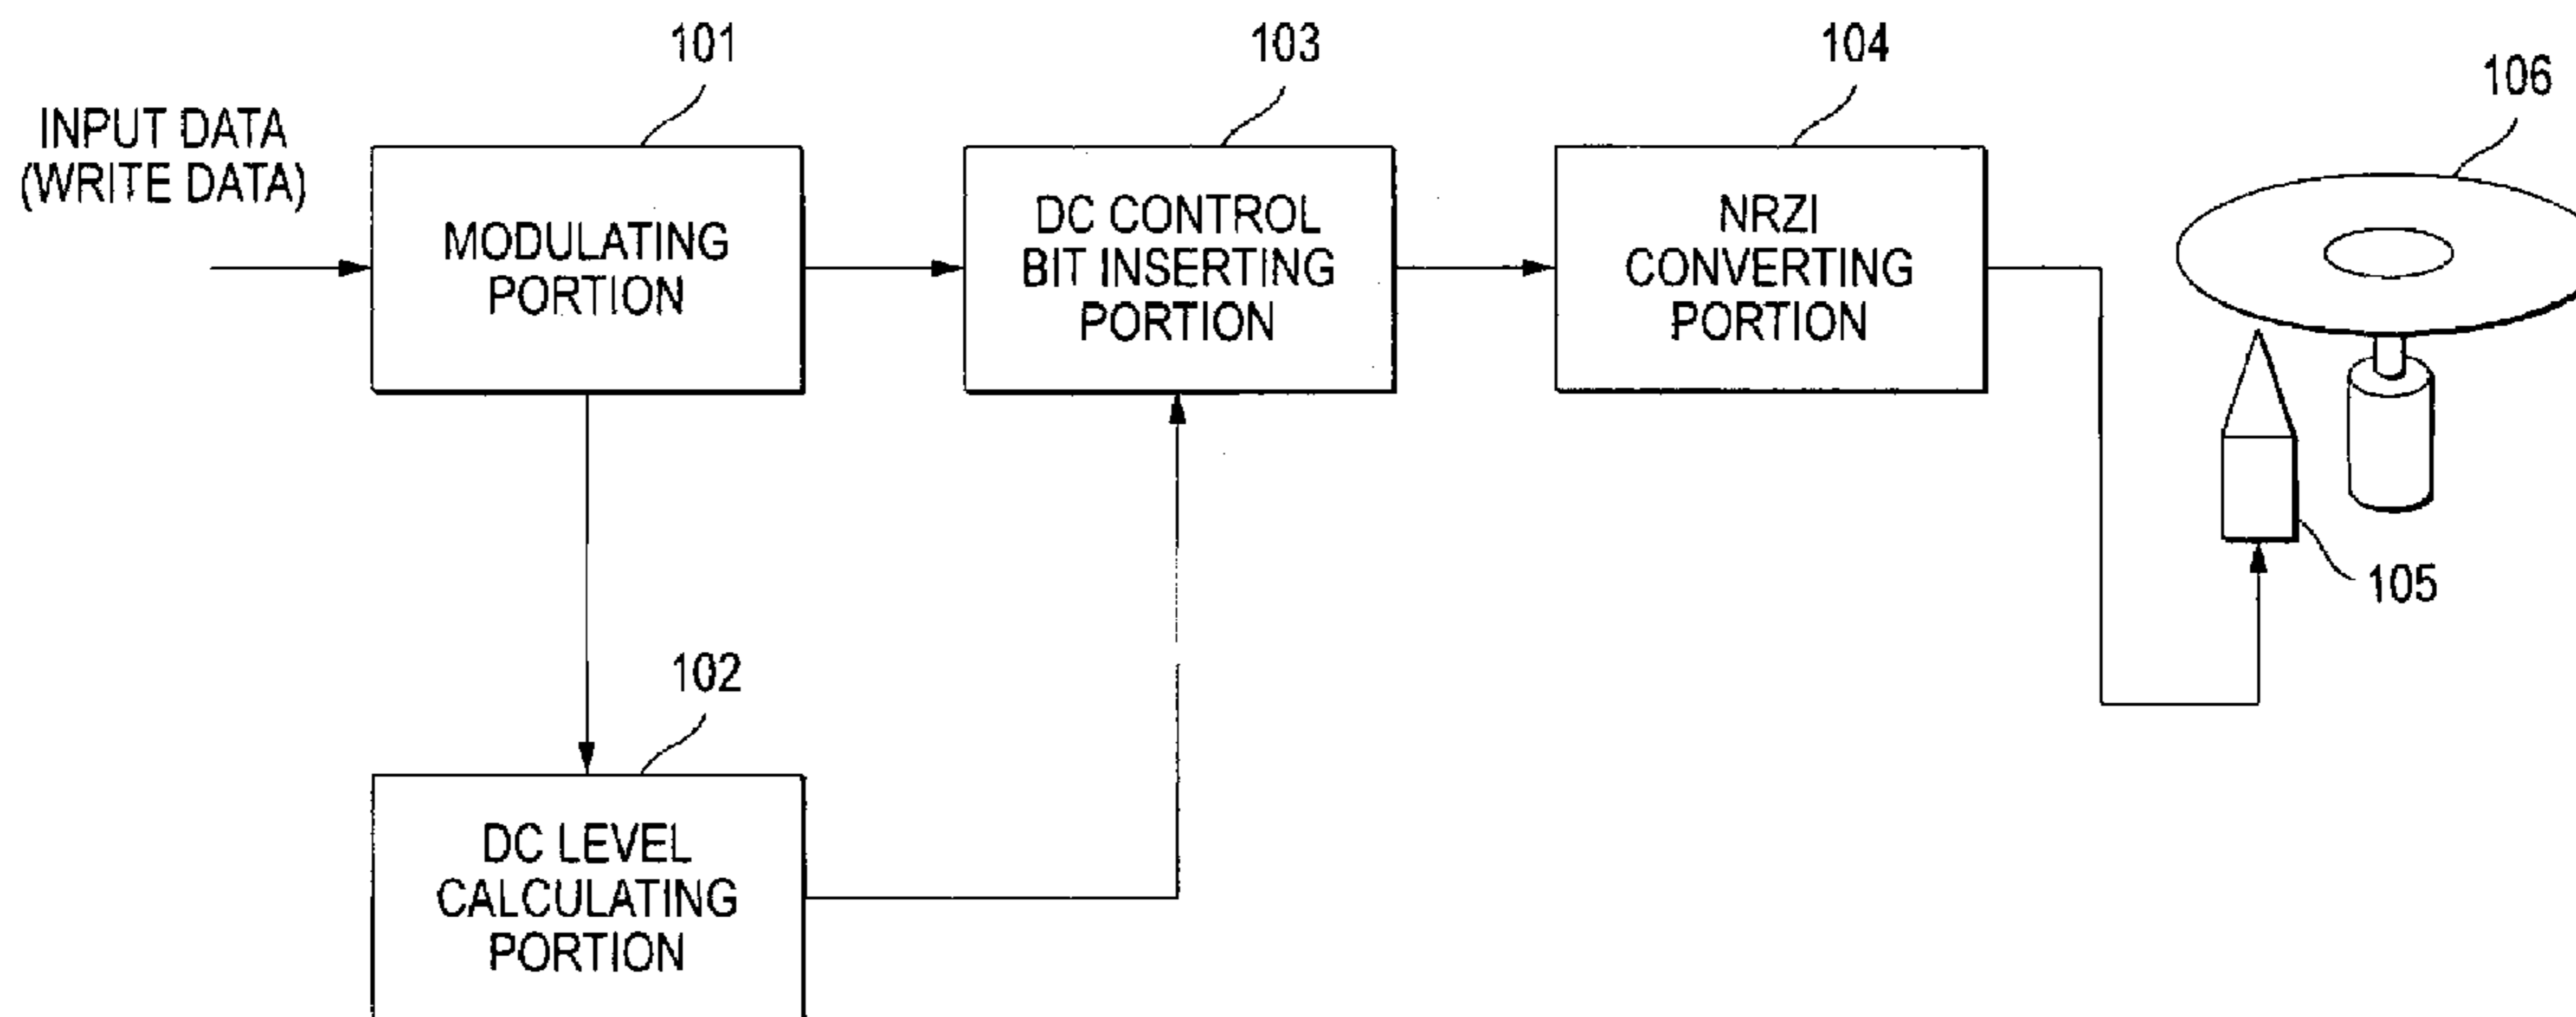 101
103
104
106
INPUT DATA
(WRITE DATA)
MODULATING
PORTION
DC CONTROL
BIT INSERTING
PORTION
NRZI
CONVERTING
PORTION
105
102
DC LEVEL
CALCULATING
PORTION